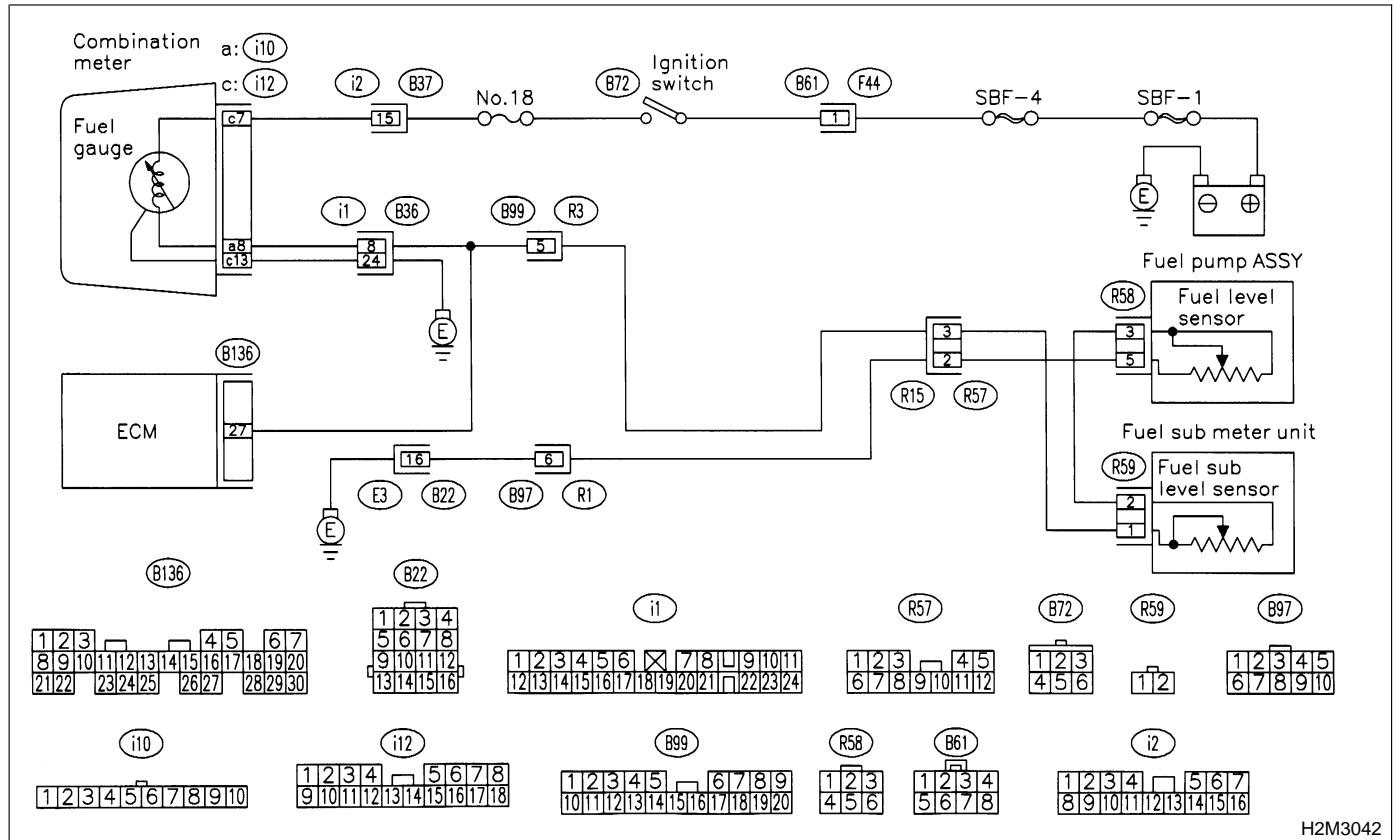 Combination meter
a: i10
c: i12
i2
B37
No.18
B72
Ignition switch
B61
F44
SBF-4
SBF-1
c7
15
1
Fuel gauge
E
⊖ ⊕
i1
B36
B99
R3
a8
8
5
c13
24
E
Fuel pump ASSY
R58
Fuel level sensor
3
5
3
2
R15
R57
B136
ECM
27
Fuel sub meter unit
R59
Fuel sub level sensor
2
1
16
6
E3
B22
B97
R1
E
B136
1 2 3 4 5 6 7
8 9 10 11 12 13 14 15 16 17 18 19 20
21 22 23 24 25 26 27 28 29 30
B22
1 2 3 4
5 6 7 8
9 10 11 12
13 14 15 16
i1
1 2 3 4 5 6 7 8 9 10 11
12 13 14 15 16 17 18 19 20 21 22 23 24
R57
1 2 3 4 5
6 7 8 9 10 11 12
B72
1 2 3
4 5 6
R59
1 2
B97
1 2 3 4 5
6 7 8 9 10
i10
1 2 3 4 5 6 7 8 9 10
i12
1 2 3 4 5 6 7 8
9 10 11 12 13 14 15 16 17 18
B99
1 2 3 4 5 6 7 8 9
10 11 12 13 14 15 16 17 18 19 20
R58
1 2 3
4 5 6
B61
1 2 3 4
5 6 7 8
i2
1 2 3 4 5 6 7
8 9 10 11 12 13 14 15 16
H2M3042